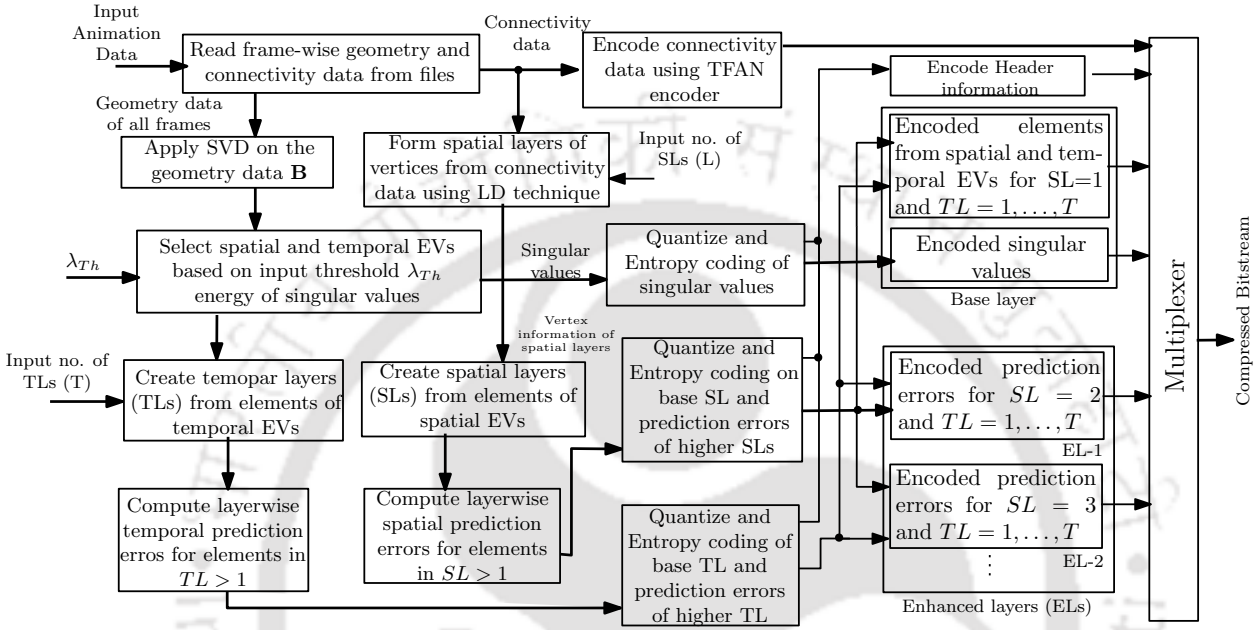 Input
Animation
Data
Read frame-wise geometry and
connectivity data from files
Connectivity
data
Encode connectivity
data using TFAN
encoder
Encode Header
information
Geometry data
of all frames
Apply SVD on the
geometry data B
Form spatial layers of
vertices from connectivity
data using LD technique
Input no. of
SLs (L)
Encoded elements
from spatial and tem-
poral EVs for SL=1
and TL = 1, . . . , T
Encoded singular
values
Base layer
λTh
Select spatial and temporal EVs
based on input threshold λTh
energy of singular values
Singular
values
Quantize and
Entropy coding of
singular values
Vertex
information of
spatial layers
Input no. of
TLs (T)
Create temopar layers
(TLs) from elements of
temporal EVs
Create spatial layers
(SLs) from elements of
spatial EVs
Quantize and
Entropy coding on
base SL and
prediction errors
of higher SLs
Encoded prediction
errors for SL = 2
and TL = 1, . . . , T
EL-1
Encoded prediction
errors for SL = 3
and TL = 1, . . . , T
EL-2
⋮
Enhanced layers (ELs)
Compute layerwise
temporal prediction
erros for elements in
TL > 1
Compute layerwise
spatial prediction
errors for elements
in SL > 1
Quantize and
Entropy coding of
base TL and
prediction errors
of higher TL
Multiplexer
Compressed Bitstream